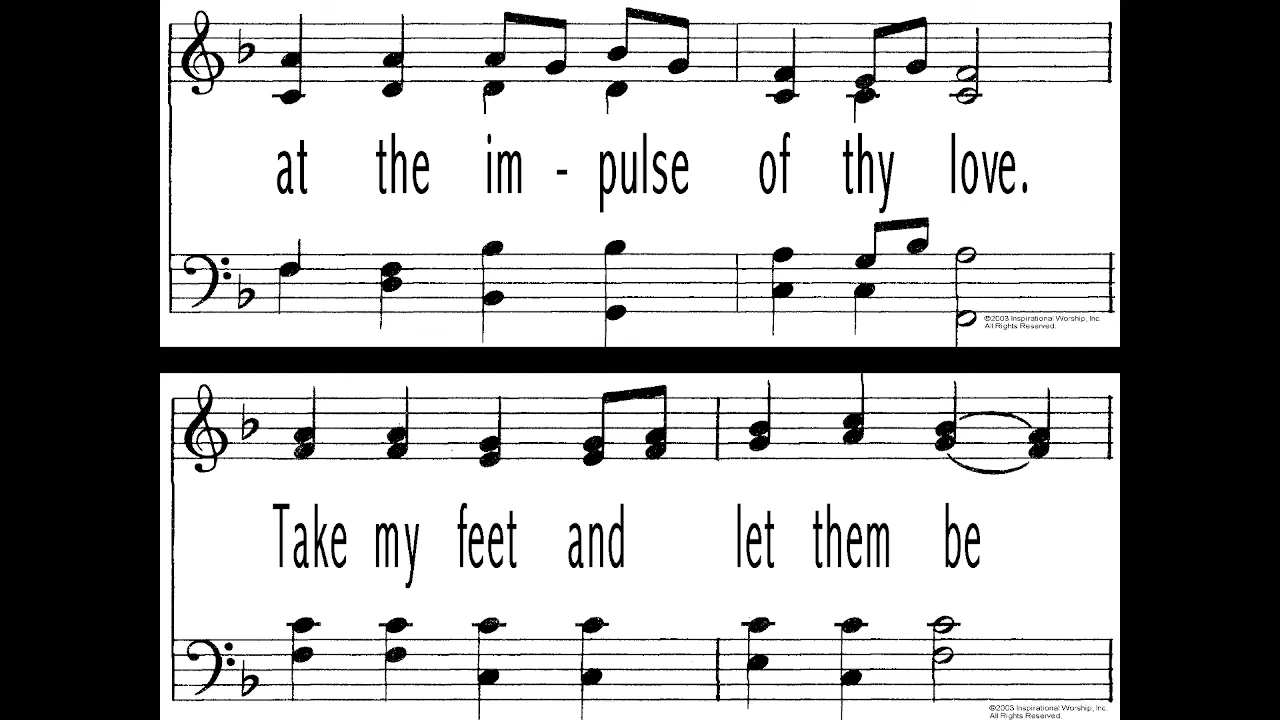 at the im - pulse of thy love.
©2003 Inspirational Worship, Inc.
All Rights Reserved.
Take my feet and let them be
©2003 Inspirational Worship, Inc.
All Rights Reserved.